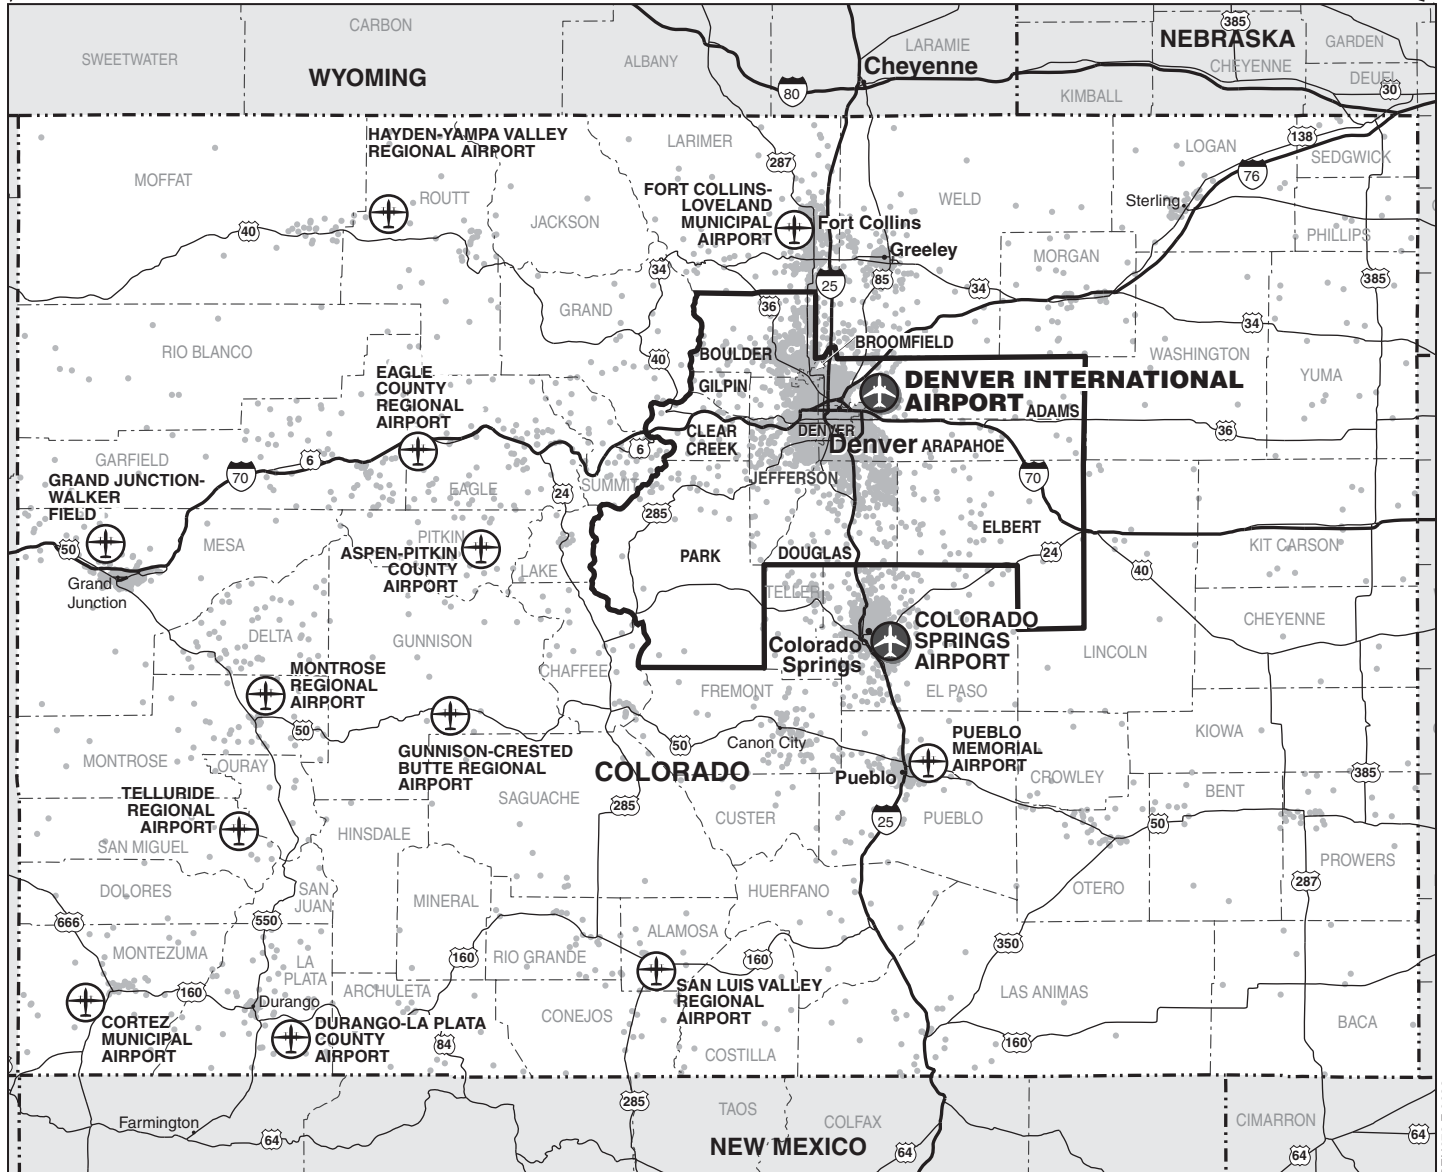 CARBON
385
NEBRASKA
GARDEN
SWEETWATER
WYOMING
ALBANY
LARAMIE
Cheyenne
CHEYENNE
DEUEL
30
80
KIMBALL
HAYDEN-YAMPA VALLEY
REGIONAL AIRPORT
LARIMER
287
138
LOGAN
SEDGWICK
76
MOFFAT
ROUTT
JACKSON
FORT COLLINS-
LOVELAND
MUNICIPAL
AIRPORT
Fort Collins
WELD
Sterling
PHILLIPS
40
Greeley
MORGAN
34
25
85
34
385
GRAND
36
34
RIO BLANCO
40
BOULDER
BROOMFIELD
WASHINGTON
YUMA
EAGLE
COUNTY
REGIONAL
AIRPORT
GILPIN
DENVER INTERNATIONAL
AIRPORT
ADAMS
CLEAR
CREEK
DENVER
Denver
ARAPAHOE
36
6
GARFIELD
6
70
GRAND JUNCTION-
WALKER
FIELD
EAGLE
24
SUMMIT
JEFFERSON
70
285
ELBERT
50
MESA
PITKIN
ASPEN-PITKIN
COUNTY
AIRPORT
LAKE
PARK
DOUGLAS
24
KIT CARSON
40
Grand
Junction
TELLER
CHEYENNE
DELTA
GUNNISON
COLORADO
SPRINGS
AIRPORT
Colorado
Springs
LINCOLN
MONTROSE
REGIONAL
AIRPORT
CHAFFEE
FREMONT
EL PASO
50
GUNNISON-CRESTED
BUTTE REGIONAL
AIRPORT
50
Canon City
PUEBLO
MEMORIAL
AIRPORT
KIOWA
MONTROSE
OURAY
COLORADO
Pueblo
CROWLEY
385
TELLURIDE
REGIONAL
AIRPORT
SAGUACHE
285
BENT
CUSTER
25
PUEBLO
50
HINSDALE
SAN MIGUEL
PROWERS
DOLORES
SAN
JUAN
MINERAL
HUERFANO
OTERO
287
666
550
ALAMOSA
350
MONTEZUMA
LA
PLATA
160
RIO GRANDE
160
160
ARCHULETA
SAN LUIS VALLEY
REGIONAL
AIRPORT
LAS ANIMAS
Durango
CORTEZ
MUNICIPAL
AIRPORT
DURANGO-LA PLATA
COUNTY
AIRPORT
84
CONEJOS
COSTILLA
160
BACA
285
TAOS
COLFAX
CIMARRON
Farmington
64
NEW MEXICO
64
64
64